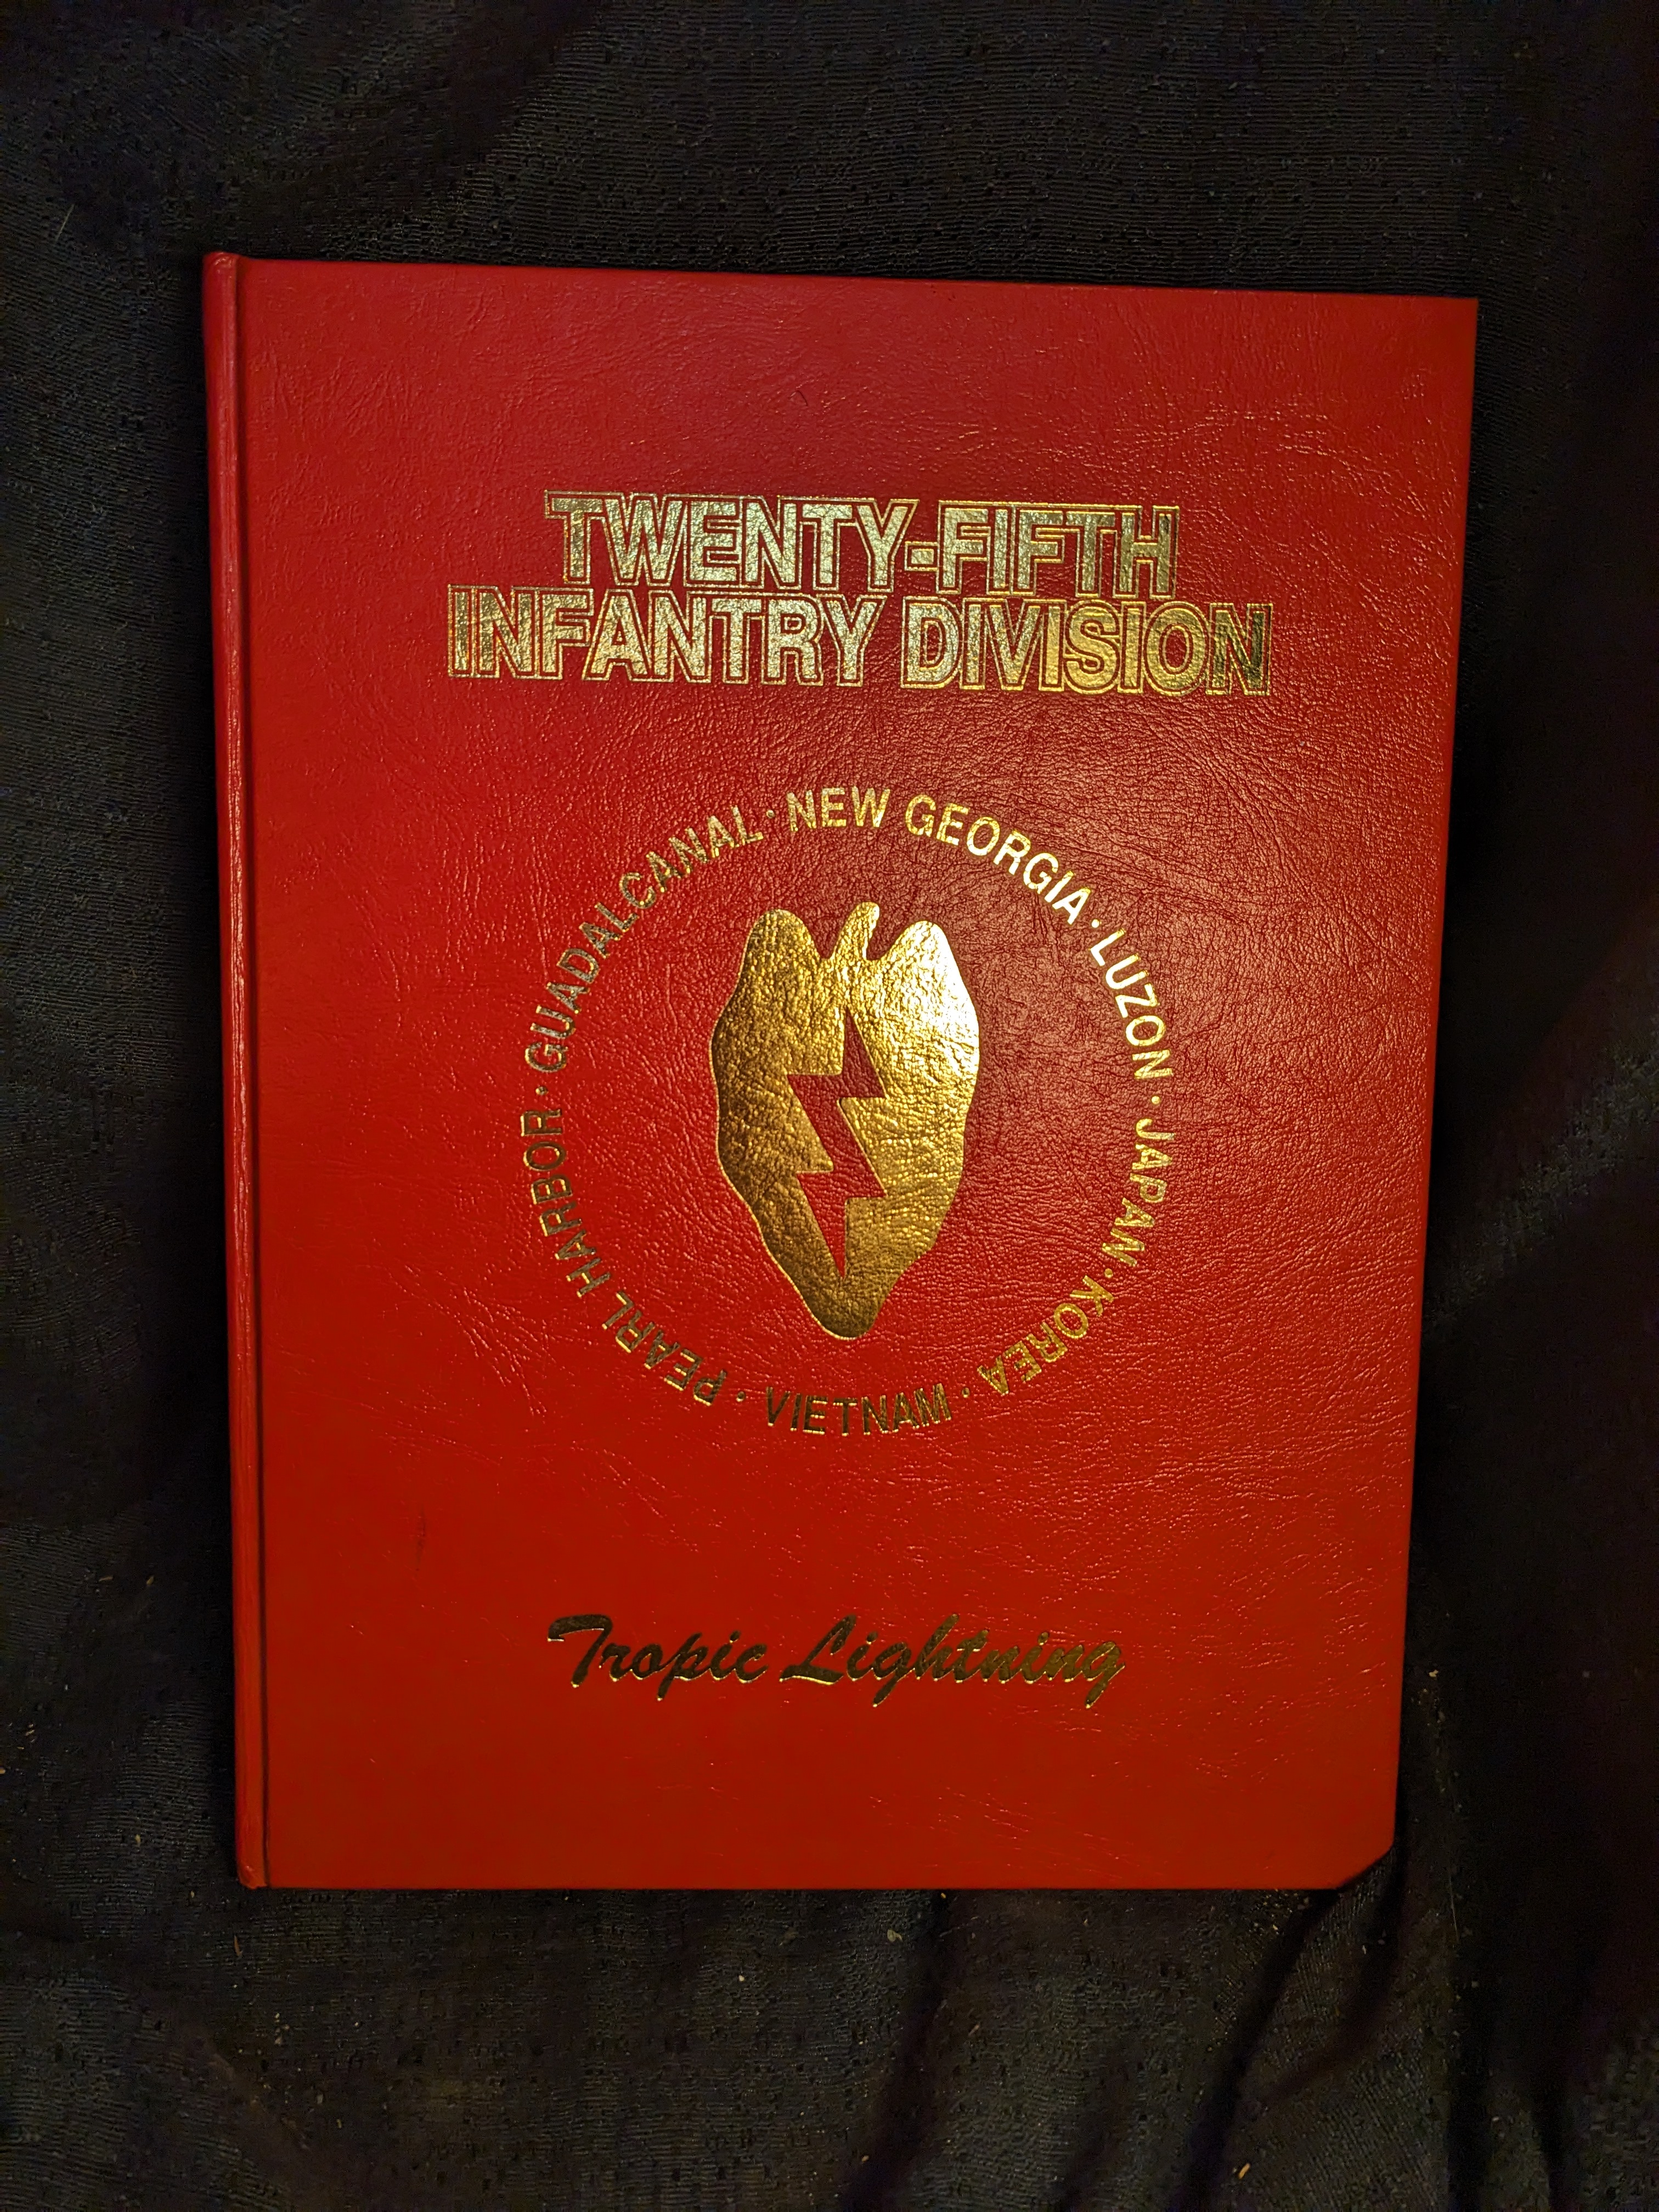 TWENTY-FIFTH
INFANTRY DIVISION
PEARL HARBOR · GUADALCANAL · NEW GEORGIA · LUZON · JAPAN · KOREA · VIETNAM ·
Tropic Lightning